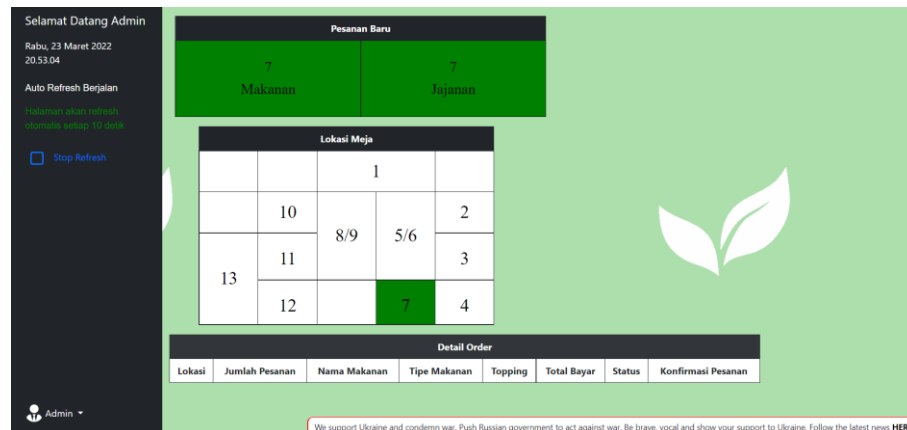 Selamat Datang Admin
Rabu, 23 Maret 2022
20.53.04
Auto Refresh Berjalan
Halaman akan refresh
otomatis setiap 10 detik
Stop Refresh
Admin
Pesanan Baru
7 7
Makanan Jajanan
Lokasi Meja
1
10 2
8/9 5/6
11 3
13
12 7 4
Detail Order
Lokasi Jumlah Pesanan Nama Makanan Tipe Makanan Topping Total Bayar Status Konfirmasi Pesanan
We support Ukraine and condemn war. Push Russian government to act against war. Be brave, vocal and show your support to Ukraine. Follow the latest news HER